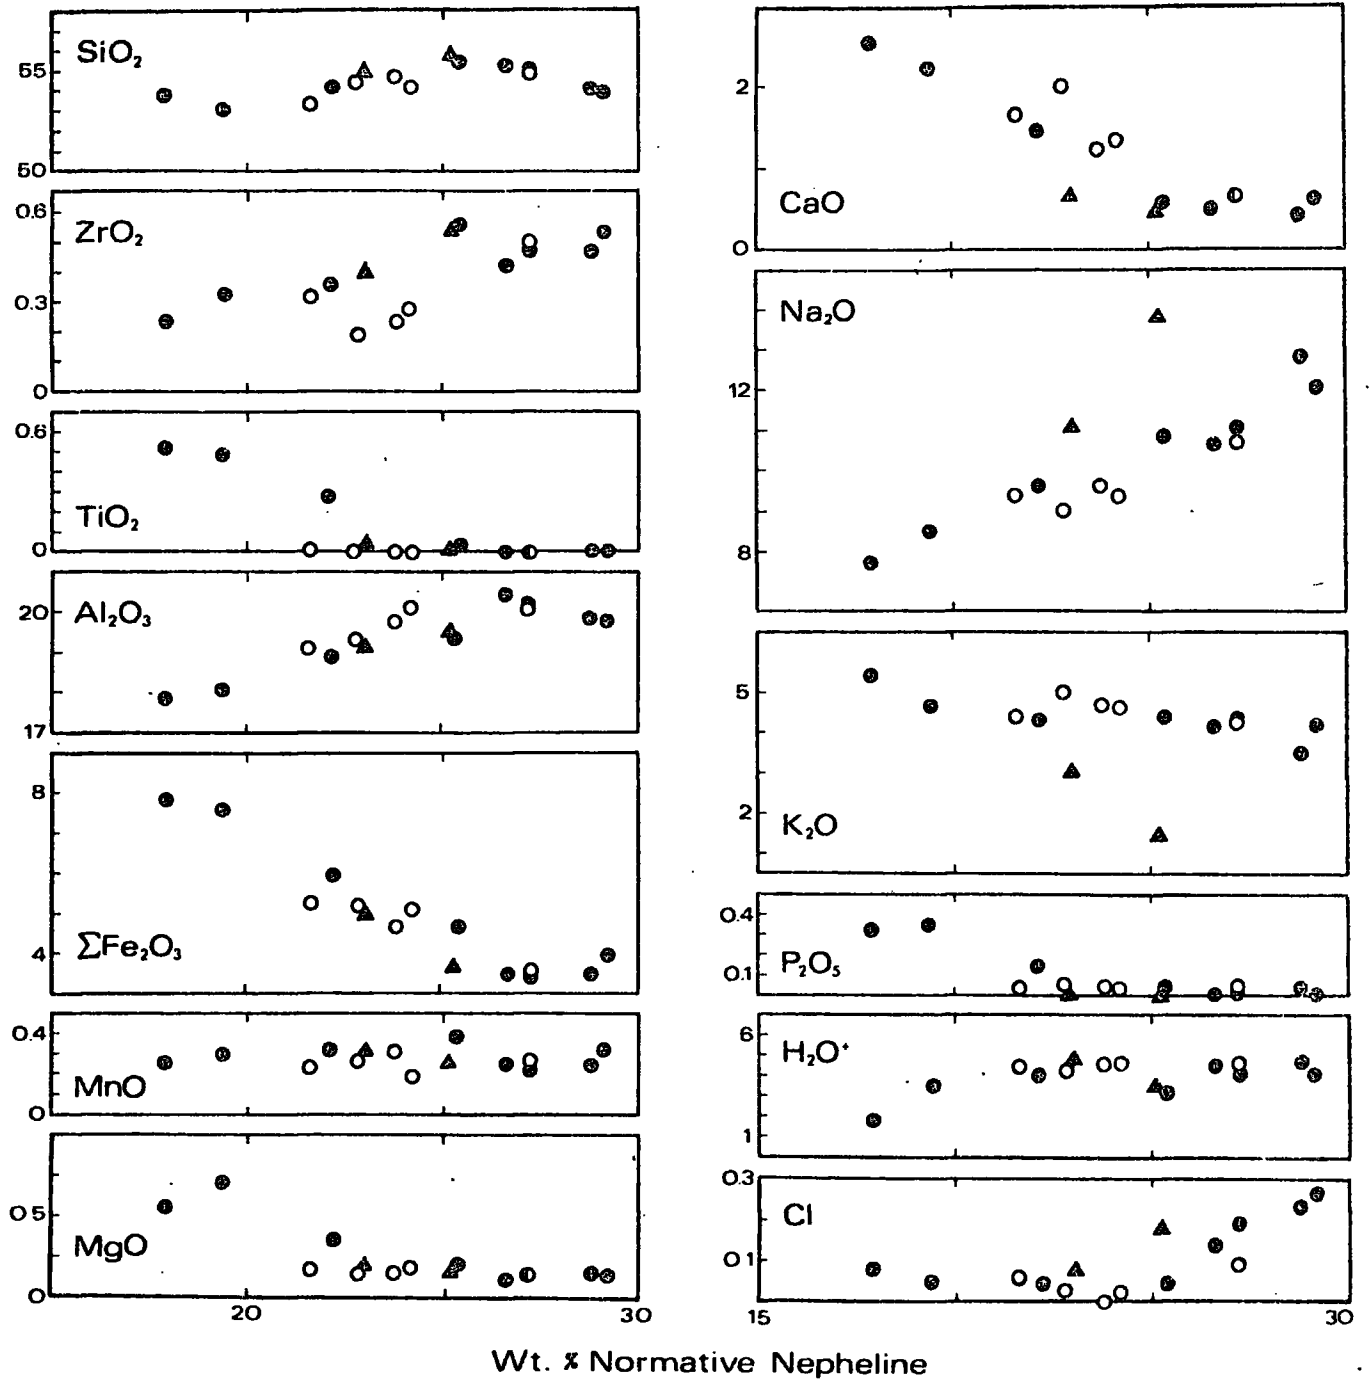 SiO₂
55
50
ZrO₂
0.6
0.3
0
TiO₂
0.6
0
Al₂O₃
20
17
ΣFe₂O₃
8
4
MnO
0.4
0
MgO
0.5
0
20
30
CaO
2
0
Na₂O
12
8
K₂O
5
2
P₂O₅
0.4
0.1
H₂O⁺
6
1
Cl
0.3
0.1
15
30
Wt. % Normative Nepheline